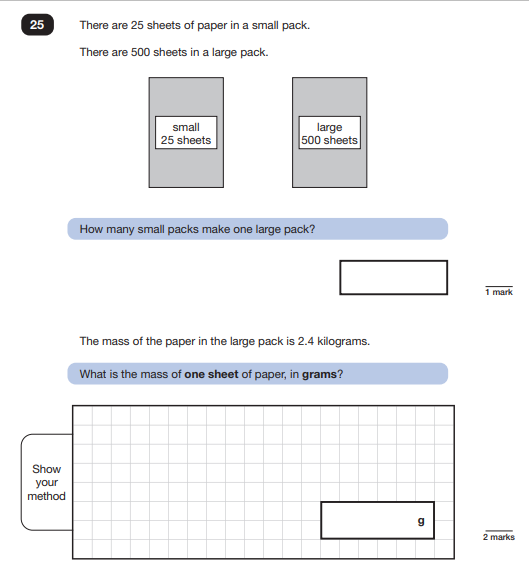 25
There are 25 sheets of paper in a small pack.
There are 500 sheets in a large pack.
small
25 sheets
large
500 sheets
How many small packs make one large pack?
1 mark
The mass of the paper in the large pack is 2.4 kilograms.
What is the mass of one sheet of paper, in grams?
Show
your
method
g
2 marks